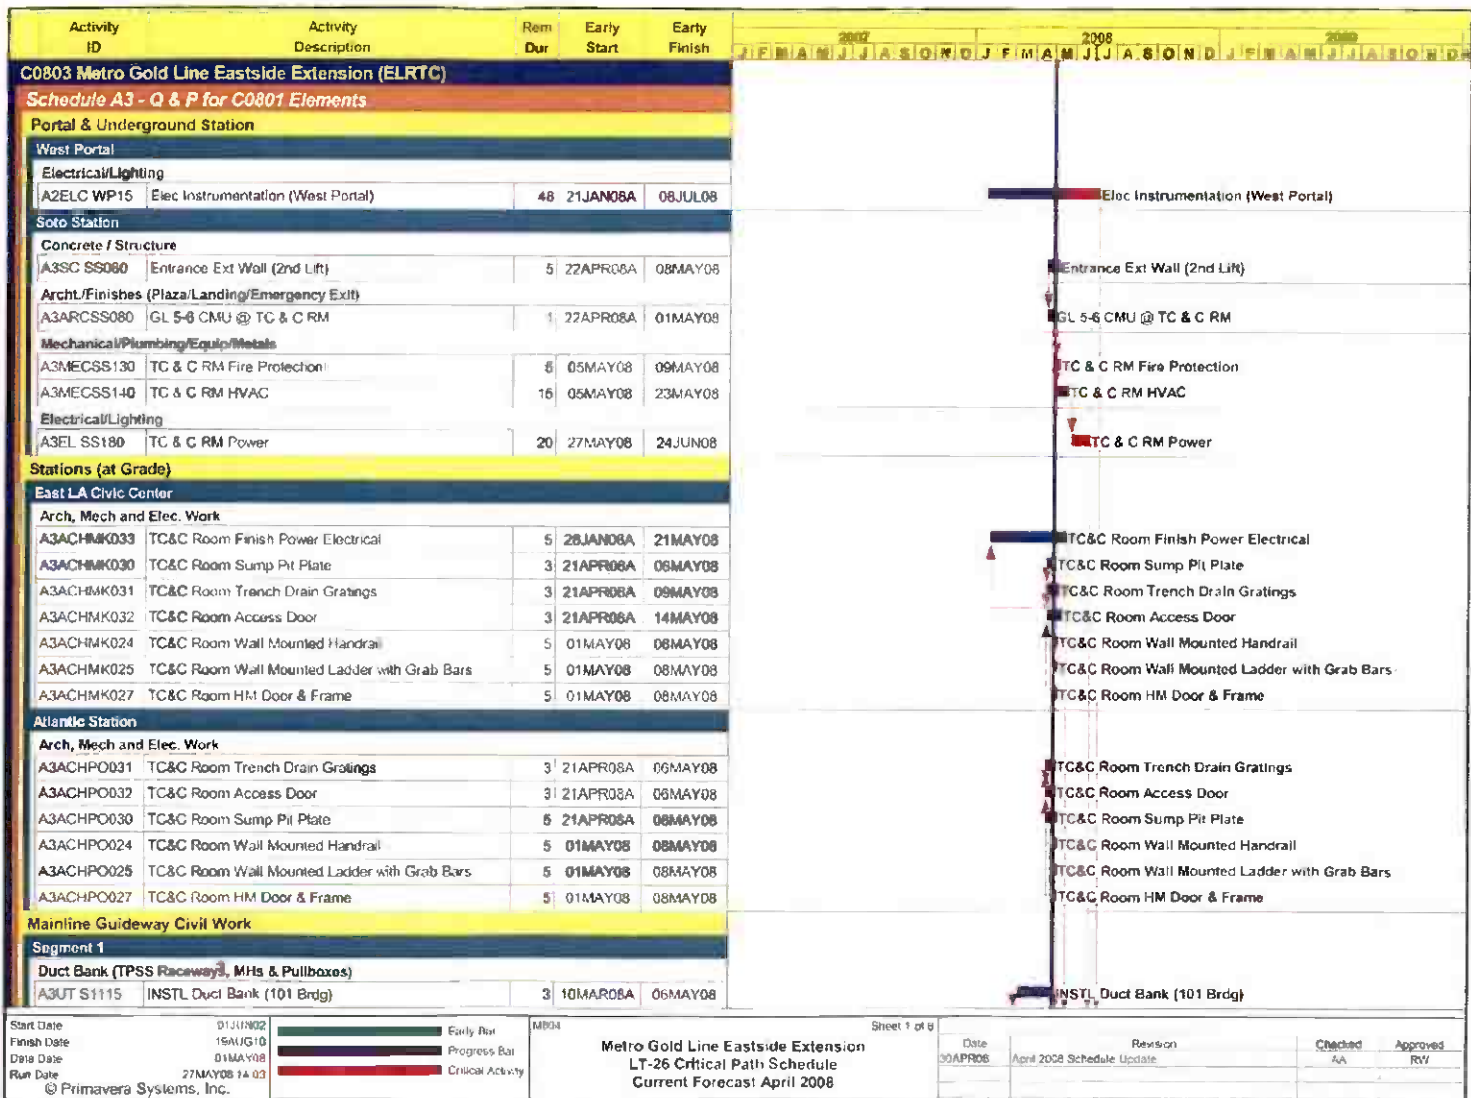 Activity ID Activity Description Rem Dur Early Start Early Finish
2007 2008 2009
J F M A M J J A S O N D J F M A M J J A S O N D J F M A M J J A S O N D
C0803 Metro Gold Line Eastside Extension (ELRTC)
Schedule A3 - Q & P for C0801 Elements
Portal & Underground Station
West Portal
Electrical/Lighting
A2ELC WP15 Elec Instrumentation (West Portal) 48 21JAN08A 08JUL08 Elec Instrumentation (West Portal)
Soto Station
Concrete / Structure
A3SC SS080 Entrance Ext Wall (2nd Lift) 5 22APR08A 08MAY08 Entrance Ext Wall (2nd Lift)
Archt./Finishes (Plaza/Landing/Emergency Exit)
A3ARCSS080 GL 5-6 CMU @ TC & C RM 1 22APR08A 01MAY08 GL 5-6 CMU @ TC & C RM
Mechanical/Plumbing/Equip/Metals
A3MECSS130 TC & C RM Fire Protection 5 05MAY08 09MAY08 TC & C RM Fire Protection
A3MECSS140 TC & C RM HVAC 15 05MAY08 23MAY08 TC & C RM HVAC
Electrical/Lighting
A3EL SS180 TC & C RM Power 20 27MAY08 24JUN08 TC & C RM Power
Stations (at Grade)
East LA Civic Center
Arch, Mech and Elec. Work
A3ACHMK033 TC&C Room Finish Power Electrical 5 28JAN08A 21MAY08 TC&C Room Finish Power Electrical
A3ACHMK030 TC&C Room Sump Pit Plate 3 21APR08A 06MAY08 TC&C Room Sump Pit Plate
A3ACHMK031 TC&C Room Trench Drain Gratings 3 21APR08A 09MAY08 TC&C Room Trench Drain Gratings
A3ACHMK032 TC&C Room Access Door 3 21APR08A 14MAY08 TC&C Room Access Door
A3ACHMK024 TC&C Room Wall Mounted Handrail 5 01MAY08 08MAY08 TC&C Room Wall Mounted Handrail
A3ACHMK025 TC&C Room Wall Mounted Ladder with Grab Bars 5 01MAY08 08MAY08 TC&C Room Wall Mounted Ladder with Grab Bars
A3ACHMK027 TC&C Room HM Door & Frame 5 01MAY08 08MAY08 TC&C Room HM Door & Frame
Atlantic Station
Arch, Mech and Elec. Work
A3ACHPO031 TC&C Room Trench Drain Gratings 3 21APR08A 06MAY08 TC&C Room Trench Drain Gratings
A3ACHPO032 TC&C Room Access Door 3 21APR08A 06MAY08 TC&C Room Access Door
A3ACHPO030 TC&C Room Sump Pit Plate 5 21APR08A 08MAY08 TC&C Room Sump Pit Plate
A3ACHPO024 TC&C Room Wall Mounted Handrail 5 01MAY08 08MAY08 TC&C Room Wall Mounted Handrail
A3ACHPO025 TC&C Room Wall Mounted Ladder with Grab Bars 5 01MAY08 08MAY08 TC&C Room Wall Mounted Ladder with Grab Bars
A3ACHPO027 TC&C Room HM Door & Frame 5 01MAY08 08MAY08 TC&C Room HM Door & Frame
Mainline Guideway Civil Work
Segment 1
Duct Bank (TPSS Raceways, MHs & Pullboxes)
A3UT S1115 INSTL Duct Bank (101 Brdg) 3 10MAR08A 06MAY08 INSTL Duct Bank (101 Brdg)
Start Date 01JUN02
Finish Date 19AUG10
Data Date 01MAY08
Run Date 27MAY08 14:03
© Primavera Systems, Inc.
Early Bar
Progress Bar
Critical Activity
M804
Sheet 1 of 8
Metro Gold Line Eastside Extension
LT-26 Critical Path Schedule
Current Forecast April 2008
Date Revision Checked Approved
30APR08 April 2008 Schedule Update AA RW